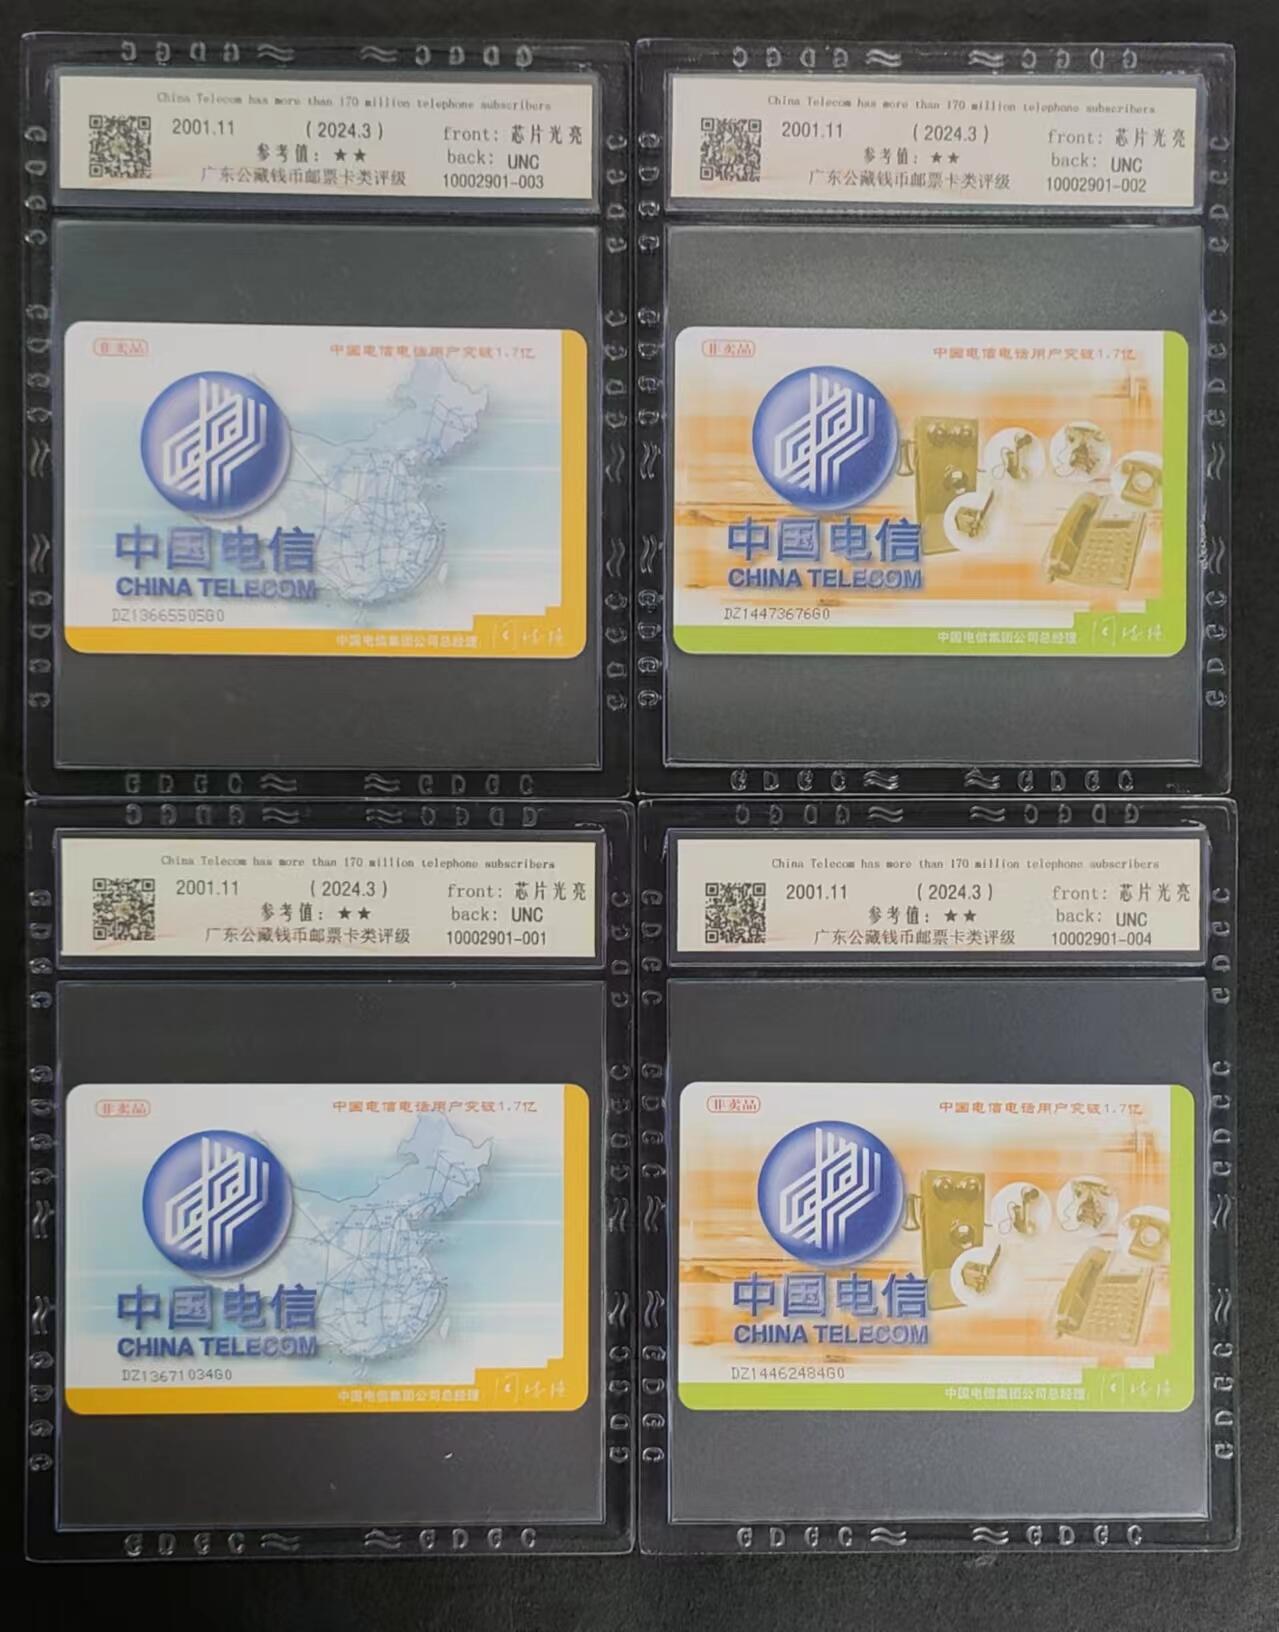 China Telecom has more than 170 million telephone subscribers
2001.11 (2024.3) front: 芯片光亮
参考值: ★★ back: UNC
广东公藏钱币邮票卡类评级 10002901-003
非卖品 中国电信电话用户突破1.7亿
中国电信
CHINA TELECOM
DZ13665505G0
中国电信集团公司总经理
China Telecom has more than 170 million telephone subscribers
2001.11 (2024.3) front: 芯片光亮
参考值: ★★ back: UNC
广东公藏钱币邮票卡类评级 10002901-002
非卖品 中国电信电话用户突破1.7亿
中国电信
CHINA TELECOM
DZ14473676G0
中国电信集团公司总经理
China Telecom has more than 170 million telephone subscribers
2001.11 (2024.3) front: 芯片光亮
参考值: ★★ back: UNC
广东公藏钱币邮票卡类评级 10002901-001
非卖品 中国电信电话用户突破1.7亿
中国电信
CHINA TELECOM
DZ13671034G0
中国电信集团公司总经理
China Telecom has more than 170 million telephone subscribers
2001.11 (2024.3) front: 芯片光亮
参考值: ★★ back: UNC
广东公藏钱币邮票卡类评级 10002901-004
非卖品 中国电信电话用户突破1.7亿
中国电信
CHINA TELECOM
DZ14462484G0
中国电信集团公司总经理